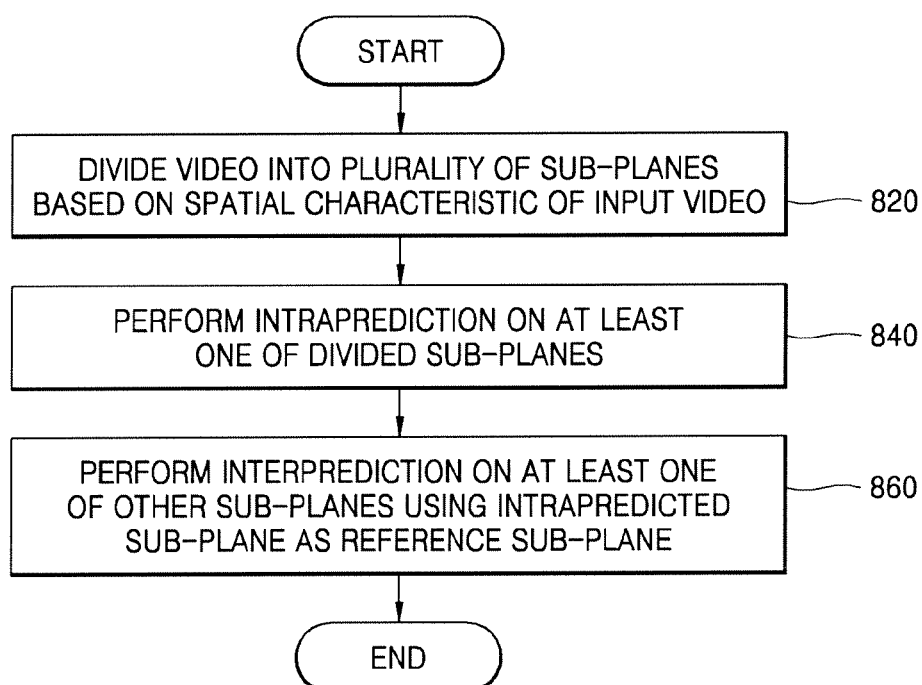 START
DIVIDE VIDEO INTO PLURALITY OF SUB-PLANES
BASED ON SPATIAL CHARACTERISTIC OF INPUT VIDEO
820
PERFORM INTRAPREDICTION ON AT LEAST
ONE OF DIVIDED SUB-PLANES
840
PERFORM INTERPREDICTION ON AT LEAST ONE
OF OTHER SUB-PLANES USING INTRAPREDICTED
SUB-PLANE AS REFERENCE SUB-PLANE
860
END